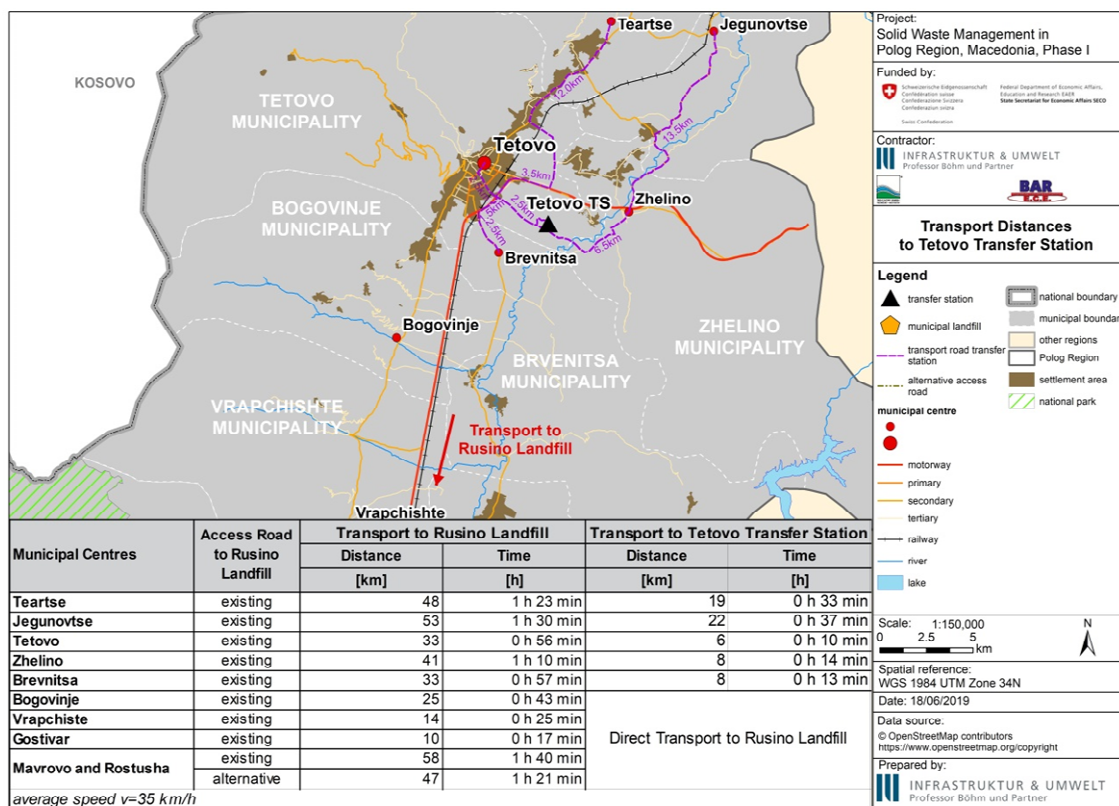 Teartse
Jegunovtse
KOSOVO
TETOVO
MUNICIPALITY
12.0km
13.5km
Tetovo
3.5km
Tetovo TS
2.5km
Zhelino
BOGOVINJE
MUNICIPALITY
2.5km
6.5km
Brevnitsa
Bogovinje
ZHELINO
MUNICIPALITY
BRVENITSA
MUNICIPALITY
VRAPCHISHTE
MUNICIPALITY
Transport to
Rusino Landfill
Vrapchishte
Municipal Centres Access Road to Rusino Landfill Transport to Rusino Landfill Transport to Tetovo Transfer Station
Distance Time Distance Time
[km] [h] [km] [h]
Teartse existing 48 1 h 23 min 19 0 h 33 min
Jegunovtse existing 53 1 h 30 min 22 0 h 37 min
Tetovo existing 33 0 h 56 min 6 0 h 10 min
Zhelino existing 41 1 h 10 min 8 0 h 14 min
Brevnitsa existing 33 0 h 57 min 8 0 h 13 min
Bogovinje existing 25 0 h 43 min
Vrapchiste existing 14 0 h 25 min
Gostivar existing 10 0 h 17 min
Direct Transport to Rusino Landfill
Mavrovo and Rostusha existing 58 1 h 40 min
alternative 47 1 h 21 min
average speed v=35 km/h
Project:
Solid Waste Management in
Polog Region, Macedonia, Phase I
Funded by:
Schweizerische Eidgenossenschaft
Confédération suisse
Confederazione Svizzera
Confederaziun svizra
Swiss Confederation
Federal Department of Economic Affairs,
Education and Research EAER
State Secretariat for Economic Affairs SECO
Contractor:
INFRASTRUKTUR & UMWELT
Professor Böhm und Partner
BAR
E.C.E.
Transport Distances
to Tetovo Transfer Station
Legend
transfer station
municipal landfill
transport road transfer
station
alternative access
road
municipal centre
motorway
primary
secondary
tertiary
railway
river
lake
national boundary
municipal boundar
other regions
Polog Region
settlement area
national park
Scale: 1:150,000
0 2.5 5
km
N
Spatial reference:
WGS 1984 UTM Zone 34N
Date: 18/06/2019
Data source:
© OpenStreetMap contributors
https://www.openstreetmap.org/copyright
Prepared by:
INFRASTRUKTUR & UMWELT
Professor Böhm und Partner